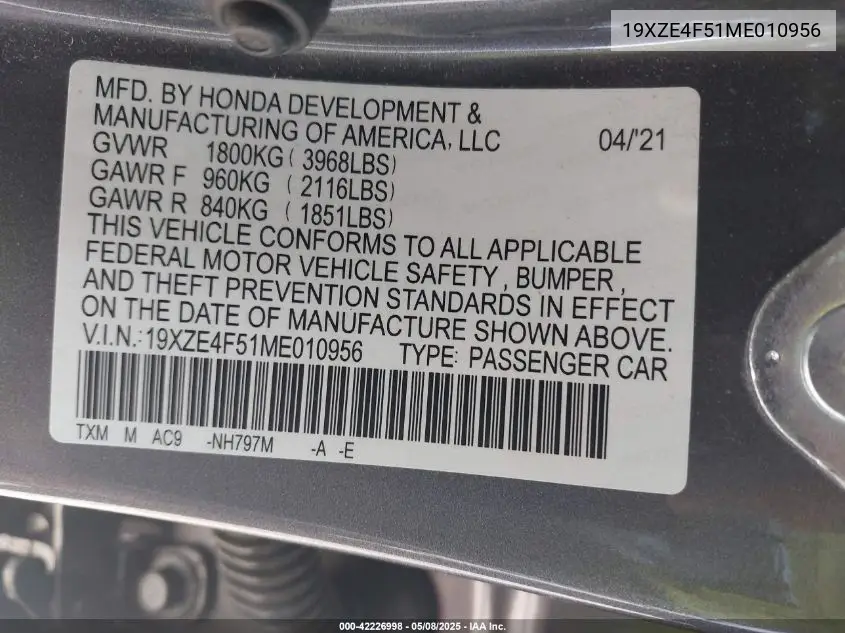 19XZE4F51ME010956
MFD. BY HONDA DEVELOPMENT &
MANUFACTURING OF AMERICA, LLC 04/'21
GVWR 1800KG ( 3968LBS)
GAWR F 960KG ( 2116LBS)
GAWR R 840KG ( 1851LBS)
THIS VEHICLE CONFORMS TO ALL APPLICABLE
FEDERAL MOTOR VEHICLE SAFETY , BUMPER ,
AND THEFT PREVENTION STANDARDS IN EFFECT
ON THE DATE OF MANUFACTURE SHOWN ABOVE.
V.I.N.:19XZE4F51ME010956 TYPE: PASSENGER CAR
TXM M AC9 -NH797M -A -E
000-42226998 - 05/08/2025 - IAA Inc.